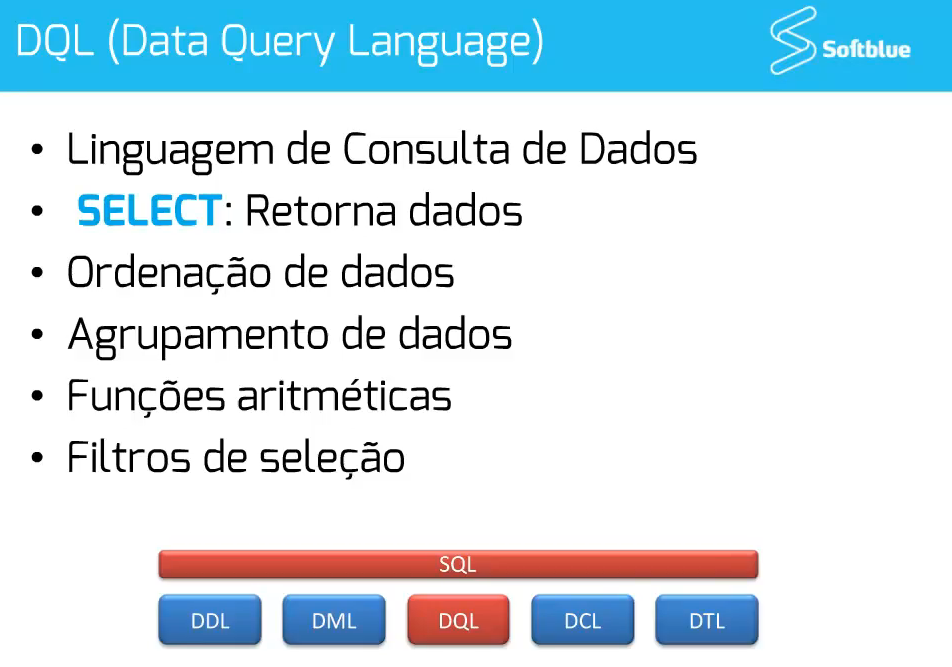 DQL (Data Query Language)
Softblue
• Linguagem de Consulta de Dados
• SELECT: Retorna dados
• Ordenação de dados
• Agrupamento de dados
• Funções aritméticas
• Filtros de seleção
SQL
DDL DML DQL DCL DTL